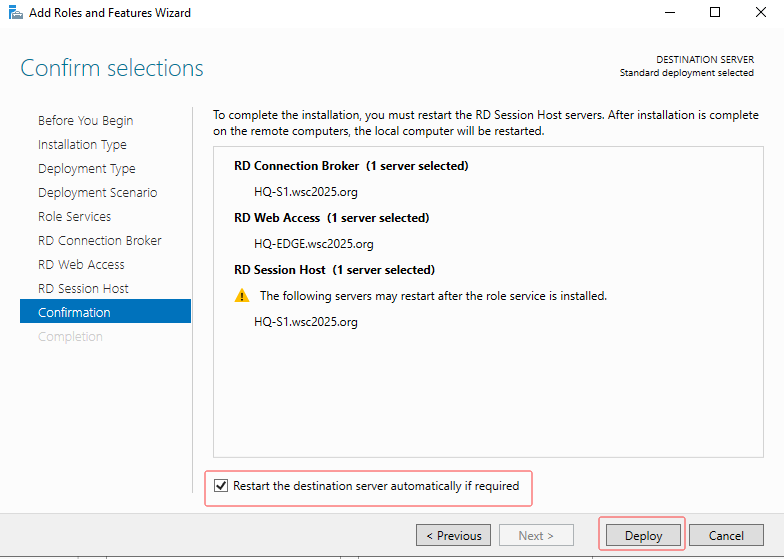 Add Roles and Features Wizard
Confirm selections
DESTINATION SERVER
Standard deployment selected
Before You Begin
Installation Type
Deployment Type
Deployment Scenario
Role Services
RD Connection Broker
RD Web Access
RD Session Host
Confirmation
Completion
To complete the installation, you must restart the RD Session Host servers. After installation is complete
on the remote computers, the local computer will be restarted.
RD Connection Broker (1 server selected)
HQ-S1.wsc2025.org
RD Web Access (1 server selected)
HQ-EDGE.wsc2025.org
RD Session Host (1 server selected)
The following servers may restart after the role service is installed.
HQ-S1.wsc2025.org
Restart the destination server automatically if required
< Previous
Next >
Deploy
Cancel